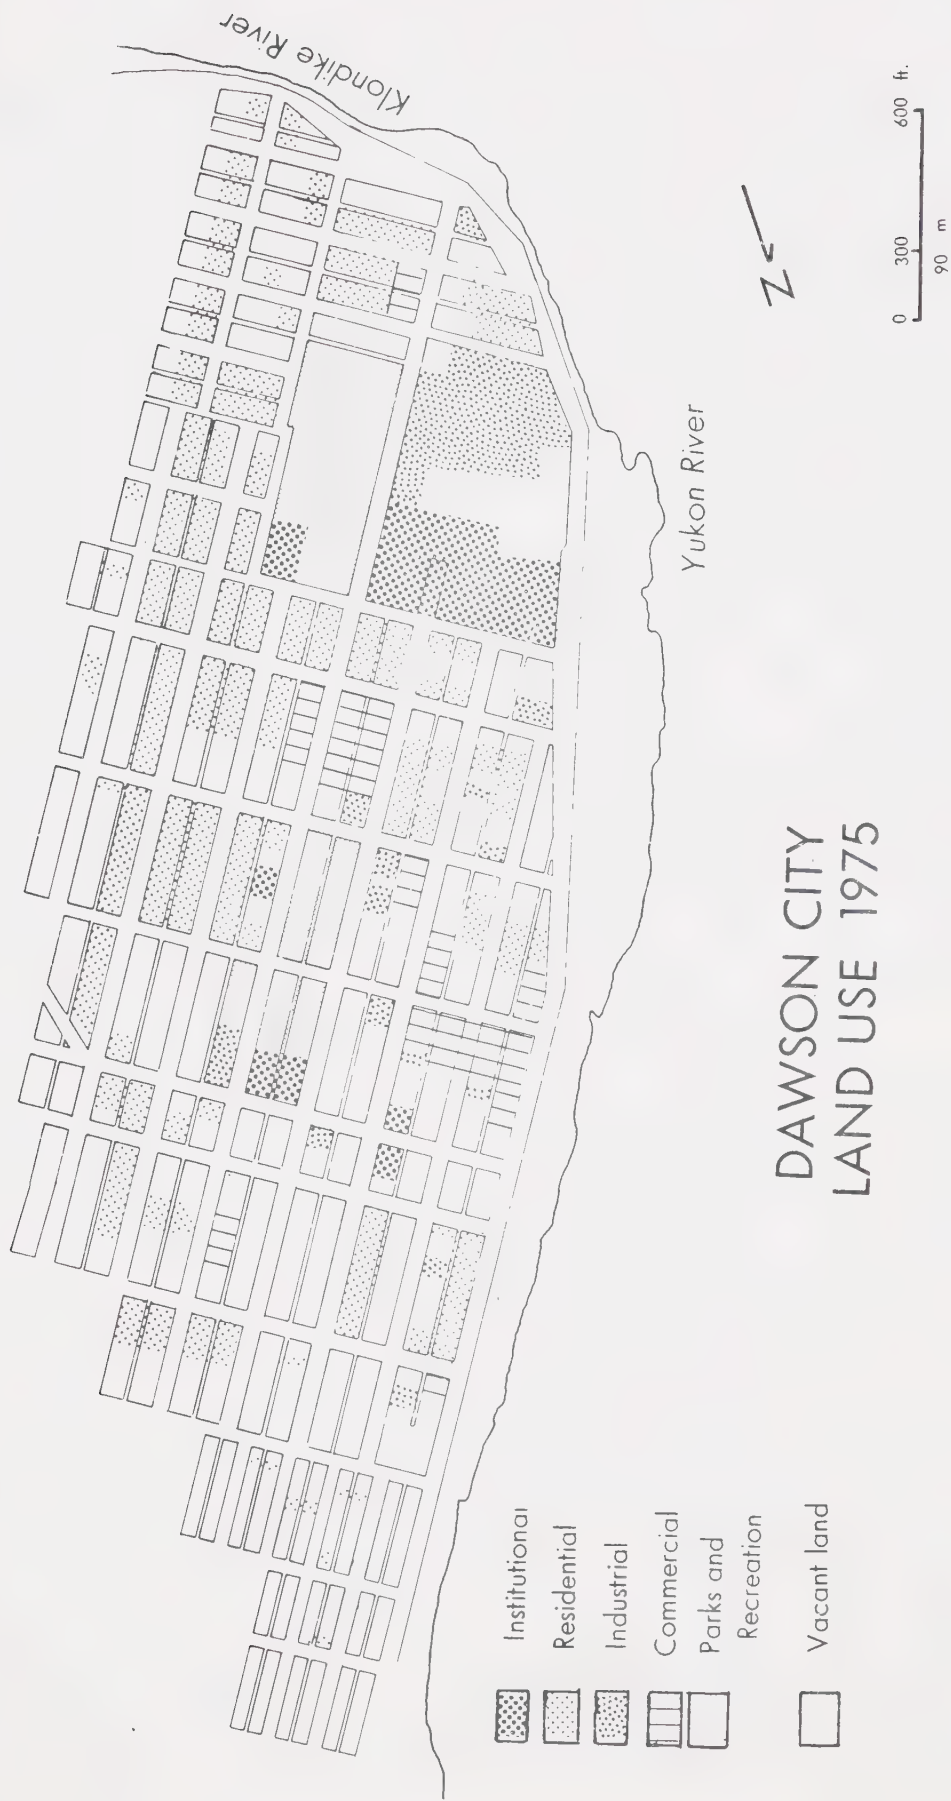 Klondike River
Yukon River
N
0 300 600 ft.
90 m
DAWSON CITY
LAND USE 1975
Institutional
Residential
Industrial
Commercial
Parks and
Recreation
Vacant land